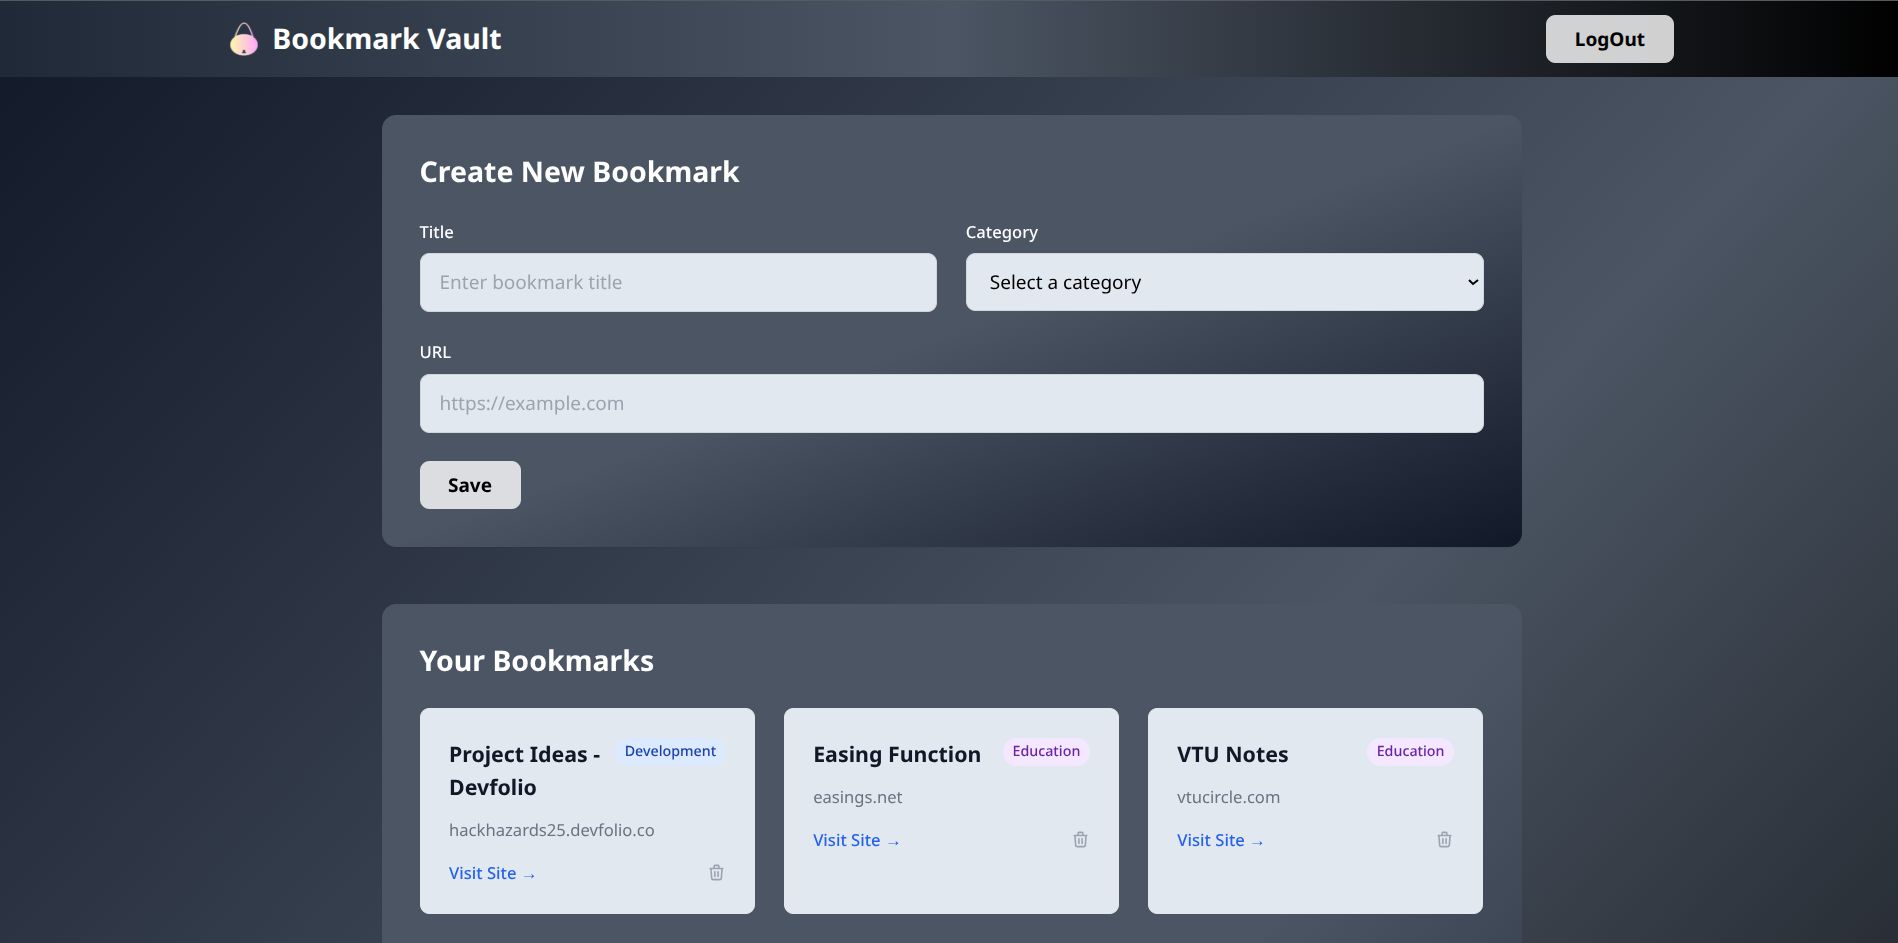 Bookmark Vault
LogOut
Create New Bookmark
Title
Category
Enter bookmark title
Select a category
URL
https://example.com
Save
Your Bookmarks
Project Ideas -
Devfolio
Development
hackhazards25.devfolio.co
Visit Site →
Easing Function
Education
easings.net
Visit Site →
VTU Notes
Education
vtucircle.com
Visit Site →